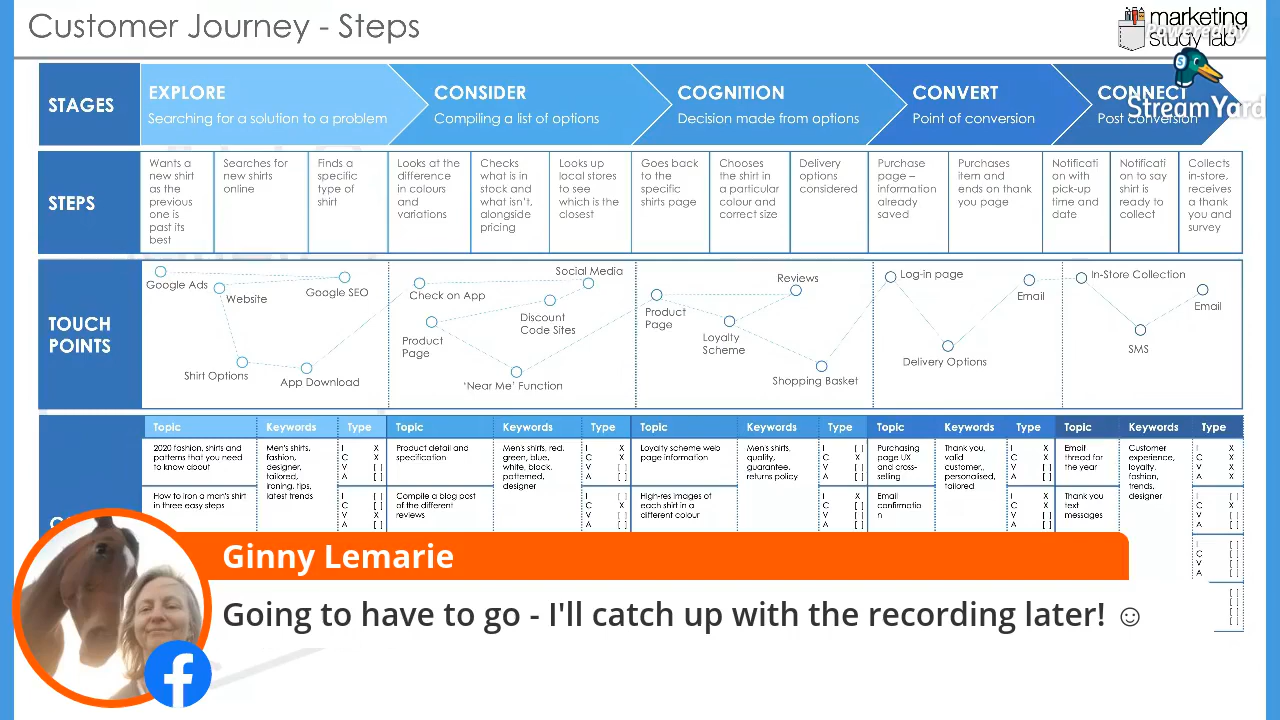 Customer Journey - Steps
marketing
study lab
Powered by
StreamYard
STAGES
EXPLORE
Searching for a solution to a problem
CONSIDER
Compiling a list of options
COGNITION
Decision made from options
CONVERT
Point of conversion
CONNECT
Post conversion
STEPS
Wants a
new shirt
as the
previous
one is
past its
best
Searches for
new shirts
online
Finds a
specific
type of
shirt
Looks at the
difference
in colours
and
variations
Checks
what is in
stock and
what isn't,
alongside
pricing
Looks up
local stores
to see
which is the
closest
Goes back
to the
specific
shirts page
Chooses
the shirt in
a particular
colour and
correct size
Delivery
options
considered
Purchase
page –
information
already
saved
Purchases
item and
ends on thank
you page
Notificati
on with
pick-up
time and
date
Notificati
on to say
shirt is
ready to
collect
Collects
in-store,
receives
a thank
you and
survey
TOUCH
POINTS
Google Ads
Website
Google SEO
Shirt Options
App Download
Check on App
Social Media
Discount
Code Sites
Product
Page
'Near Me' Function
Product
Page
Reviews
Loyalty
Scheme
Shopping Basket
Log-in page
Email
Delivery Options
In-Store Collection
Email
SMS
Topic
Keywords
Type
Topic
Keywords
Type
Topic
Keywords
Type
Topic
Keywords
Type
Topic
Keywords
Type
2020 fashion, shirts and
patterns that you need
to know about
Men's shirts,
fashion,
designer,
tailored,
ironing, tips,
latest trends
I X
C X
V [ ]
A [ ]
Product detail and
specification
Men's shirts, red,
green, blue,
white, black,
patterned,
designer
I X
C X
V [ ]
A [ ]
Loyalty scheme web
page information
Men's shirts,
quality,
guarantee,
returns policy
I [ ]
C X
V [ ]
A [ ]
Purchasing
page UX
and cross-
selling
Thank you,
valid
customer,,
personalised,
tailored
I X
C X
V [ ]
A [ ]
Email
thread for
the year
Customer
experience,
loyalty,
fashion,
trends,
designer
I X
C X
V [ ]
A [ ]
How to iron a man's shirt
in three easy steps
I [ ]
C [ ]
V X
A [ ]
Compile a blog post
of the different
reviews
I [ ]
C X
V [ ]
A [ ]
High-res images of
each shirt in a
different colour
I X
C [ ]
V [ ]
A [ ]
Email
confirmatio
n
I [ ]
C X
V [ ]
A [ ]
Thank you
text
messages
I [ ]
C X
V [ ]
A [ ]
I [ ]
C [ ]
V [ ]
A [ ]
Ginny Lemarie
Going to have to go - I'll catch up with the recording later! ☺